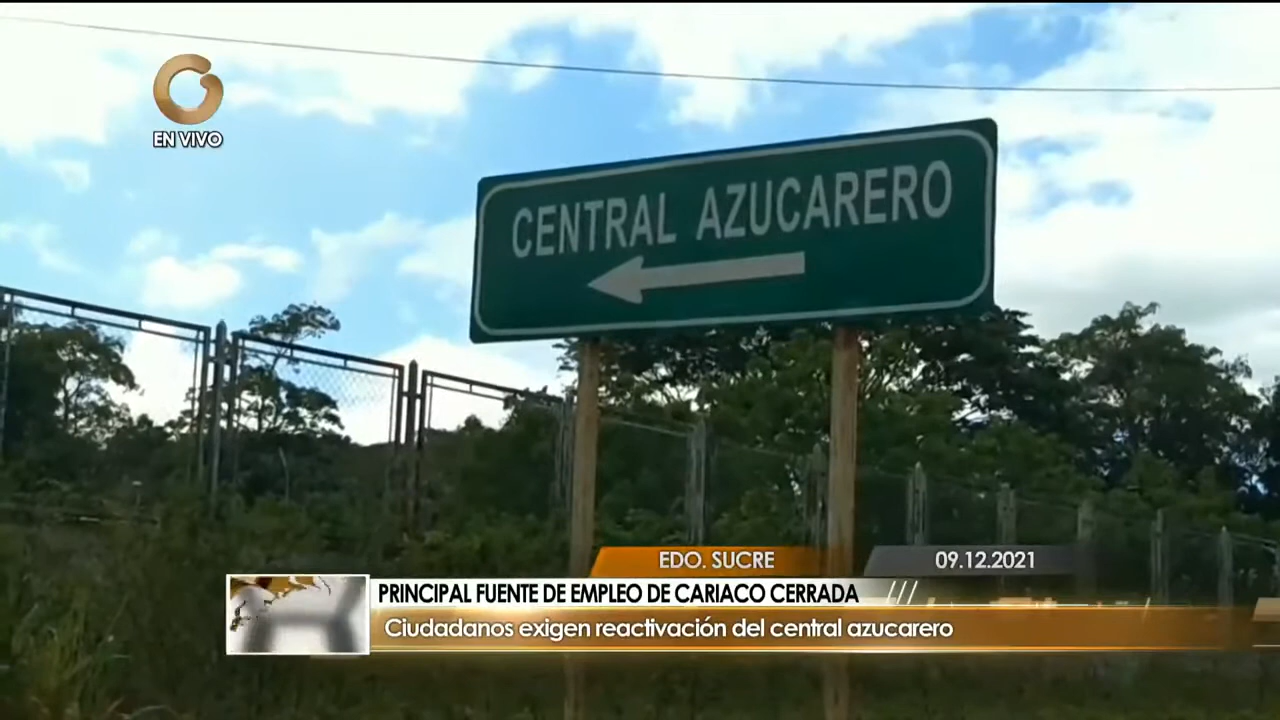 EN VIVO
CENTRAL AZUCARERO
EDO. SUCRE
09.12.2021
PRINCIPAL FUENTE DE EMPLEO DE CARIACO CERRADA
Ciudadanos exigen reactivación del central azucarero